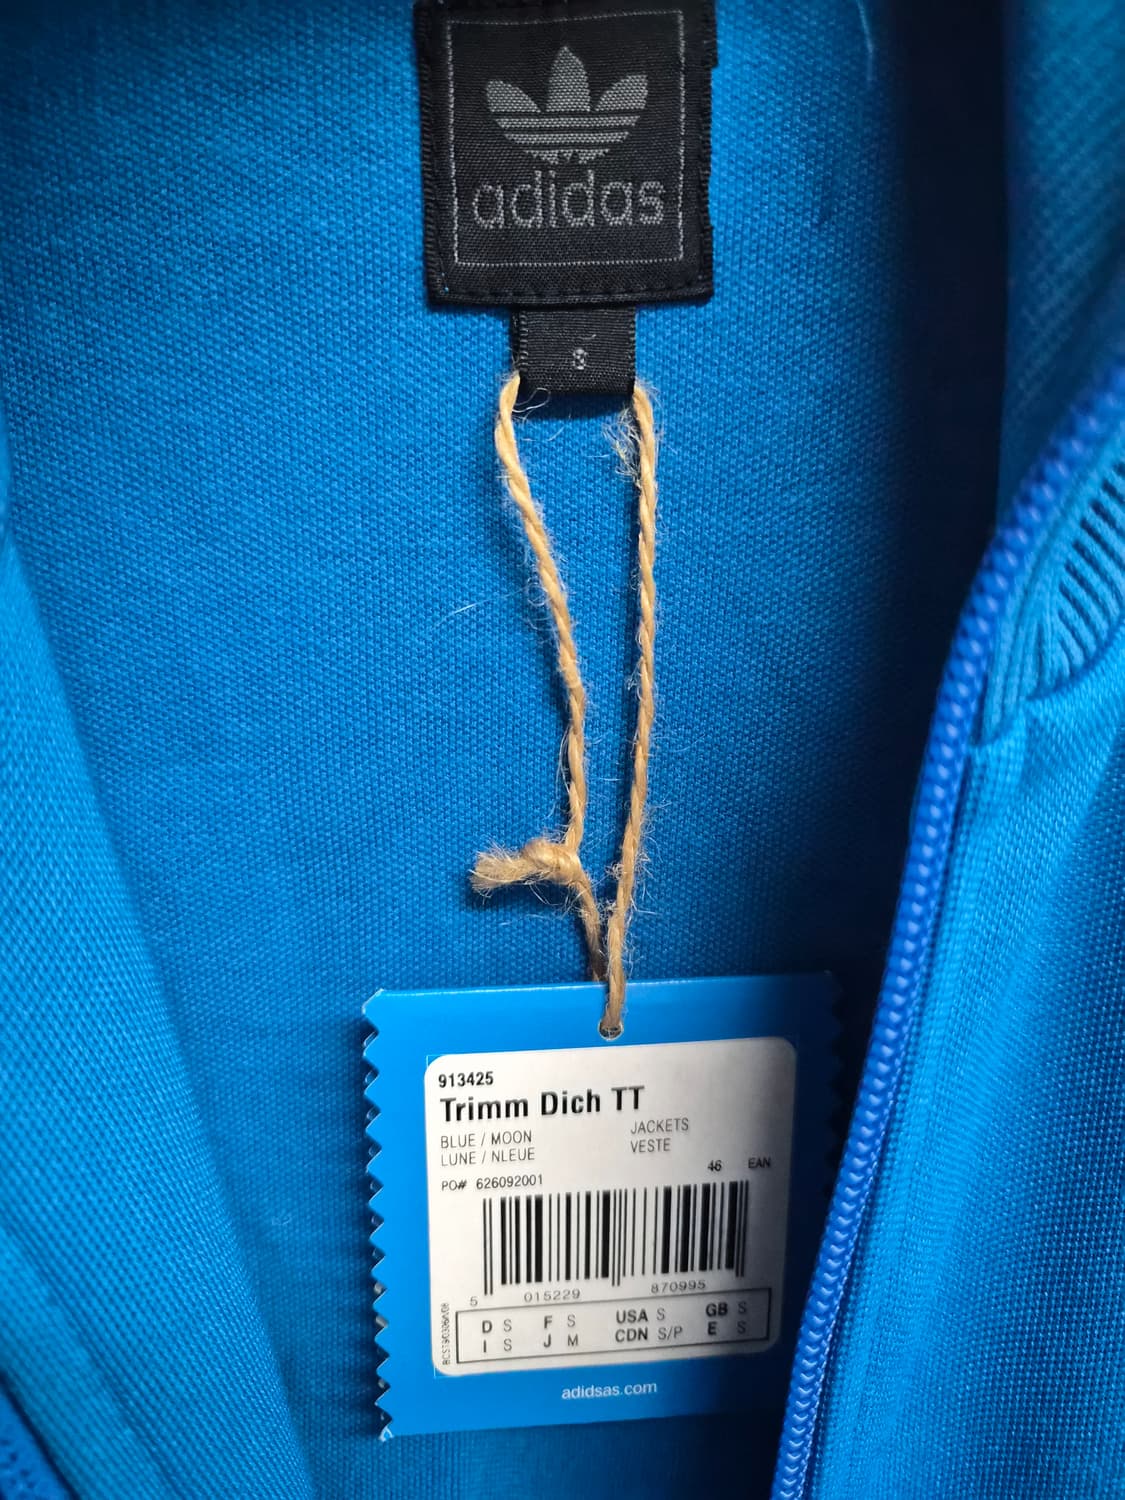 adidas
8
913425
Trimm Dich TT
BLUE / MOON
LUNE / NLEUE
JACKETS
VESTE
PO# 626092001
46 EAN
5 015229 870995
D S F S USA S GB S
I S J M CDN S/P E S
adidsas.com